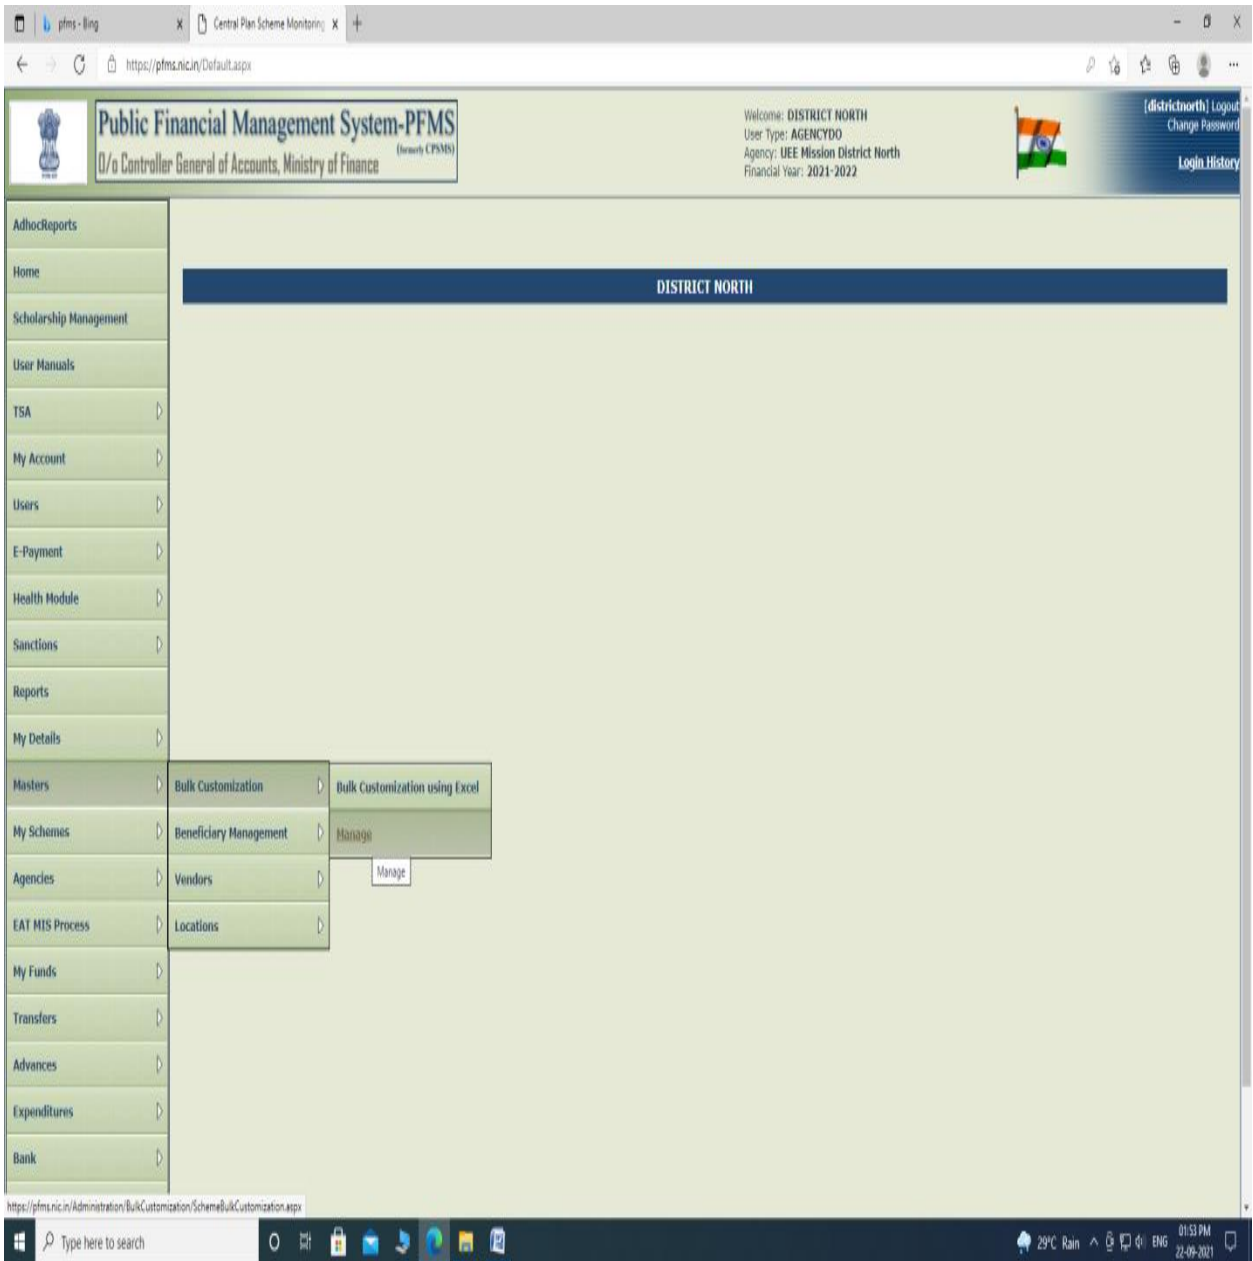 pfms - Bing
Central Plan Scheme Monitoring
https://pfms.nic.in/Default.aspx
Public Financial Management System-PFMS
(formerly CPSMS)
O/o Controller General of Accounts, Ministry of Finance
Welcome: DISTRICT NORTH
User Type: AGENCYDO
Agency: UEE Mission District North
Financial Year: 2021-2022
[districtnorth] Logout
Change Password
Login History
AdhocReports
Home
DISTRICT NORTH
Scholarship Management
User Manuals
TSA
My Account
Users
E-Payment
Health Module
Sanctions
Reports
My Details
Masters
Bulk Customization
Bulk Customization using Excel
My Schemes
Beneficiary Management
Manage
Manage
Agencies
Vendors
EAT MIS Process
Locations
My Funds
Transfers
Advances
Expenditures
Bank
https://pfms.nic.in/Administration/BulkCustomization/SchemeBulkCustomization.aspx
Type here to search
29°C Rain
ENG
01:53 PM
22-09-2021